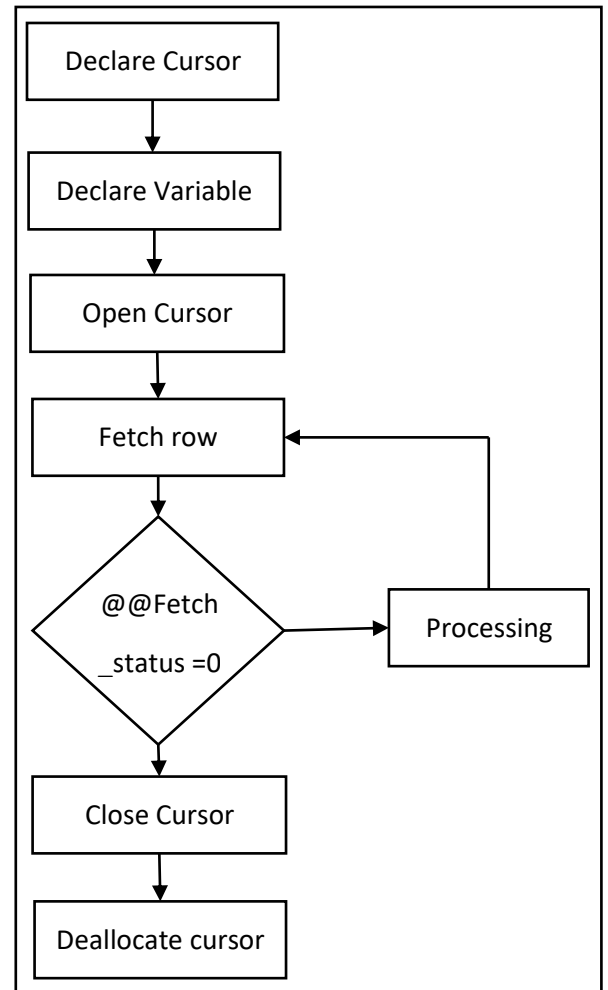 Declare Cursor
Declare Variable
Open Cursor
Fetch row
@@Fetch
_status =0
Processing
Close Cursor
Deallocate cursor